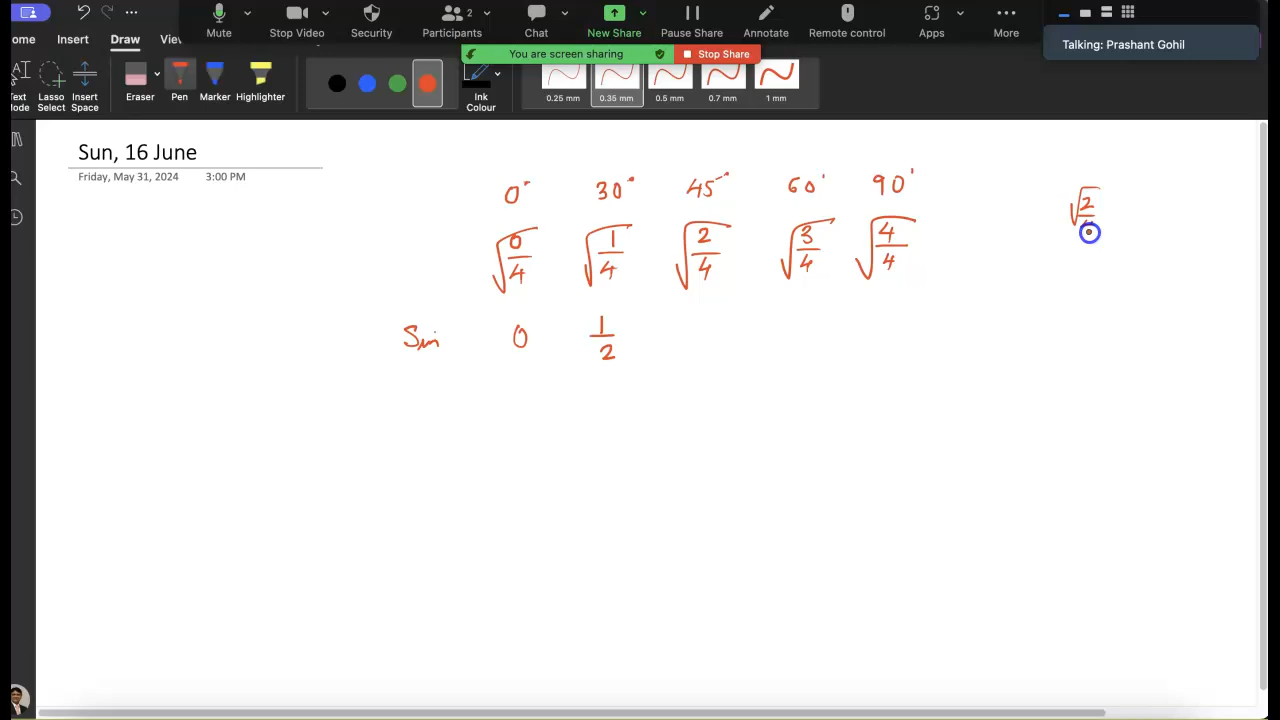 Mute Stop Video Security Participants 2 Chat New Share Pause Share Annotate Remote control Apps More
Talking: Prashant Gohil
You are screen sharing Stop Share
ome Insert Draw Vie
Text Mode Lasso Select Insert Space Eraser Pen Marker Highlighter Ink Colour 0.25 mm 0.35 mm 0.5 mm 0.7 mm 1 mm
Sun, 16 June
Friday, May 31, 2024 3:00 PM
0° 30° 45° 60° 90°
√(0/4) √(1/4) √(2/4) √(3/4) √(4/4)
Sin 0 1/2